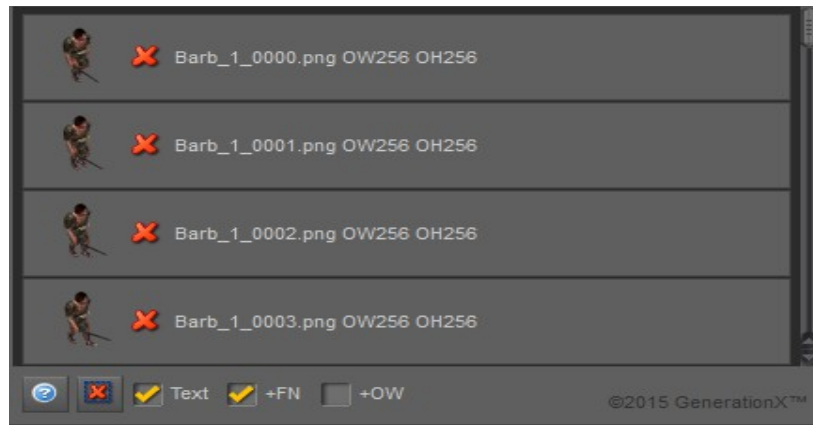 Barb_1_0000.png OW256 OH256
Barb_1_0001.png OW256 OH256
Barb_1_0002.png OW256 OH256
Barb_1_0003.png OW256 OH256
Text +FN +OW ©2015 GenerationX™